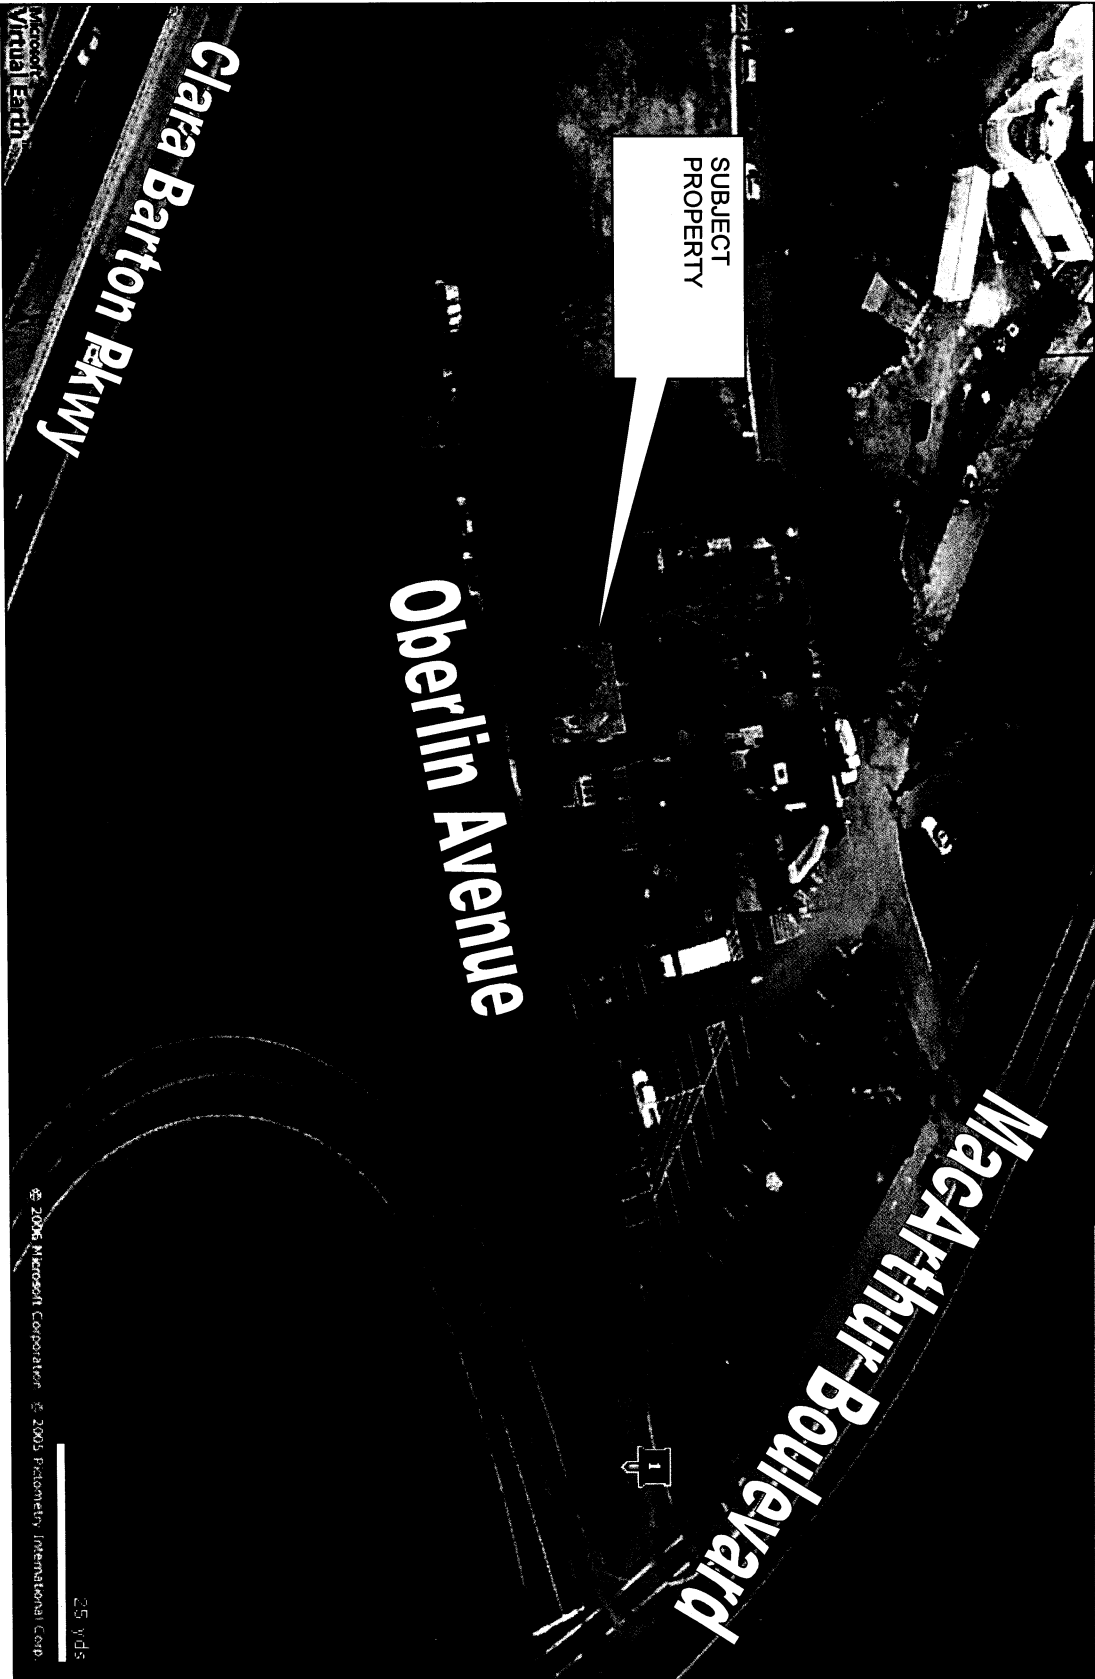 SUBJECT
PROPERTY
MacArthur Boulevard
Oberlin Avenue
Clara Barton Pkwy
1
Microsoft
Virtual Earth
25 yds
© 2006 Microsoft Corporation © 2005 Pictometry International Corp.